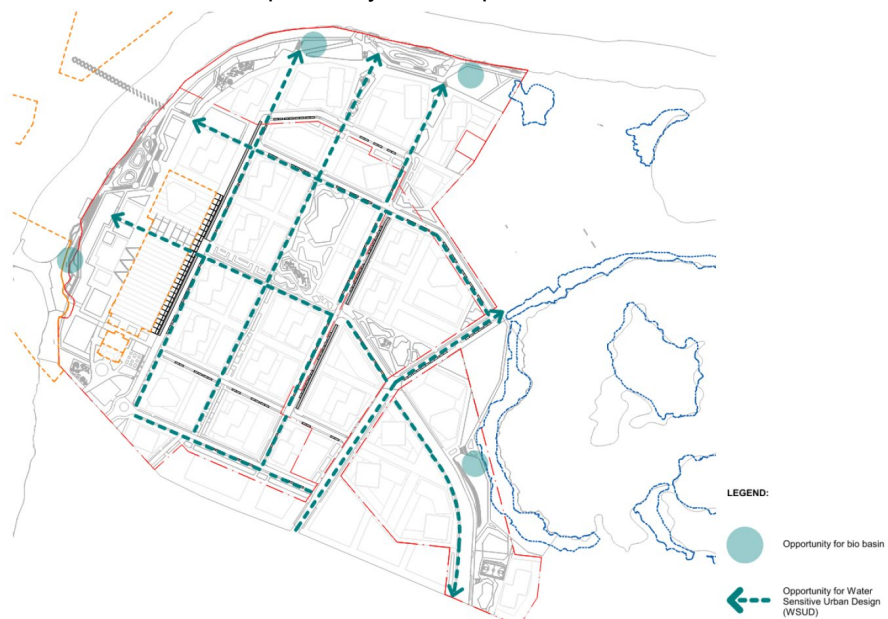 LEGEND:
Opportunity for bio basin
Opportunity for Water
Sensitive Urban Design
(WSUD)